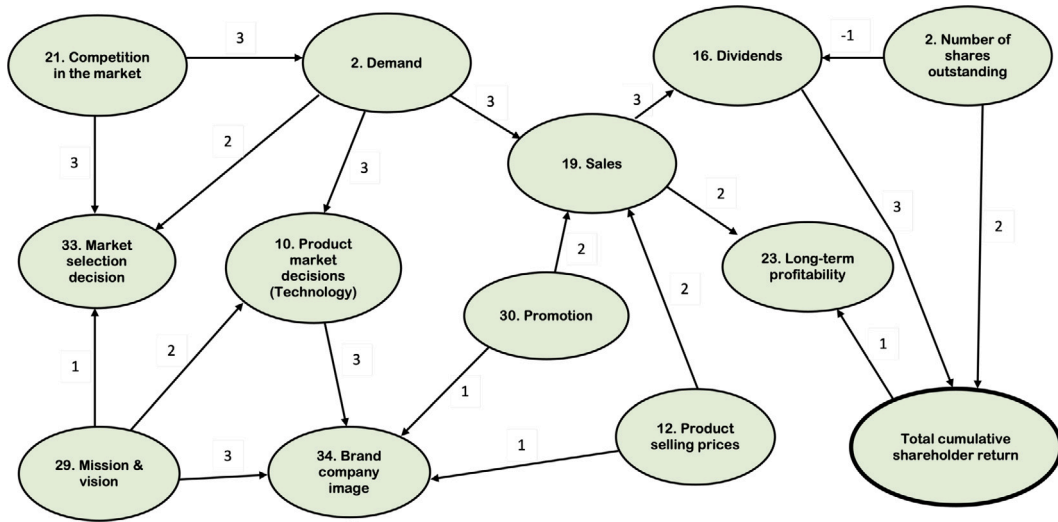 21. Competition
in the market
3
2. Demand
16. Dividends
-1
2. Number of
shares
outstanding
3
2
3
3
3
19. Sales
2
3
2
33. Market
selection
decision
10. Product
market
decisions
(Technology)
2
23. Long-term
profitability
30. Promotion
2
1
2
3
1
1
12. Product
selling prices
29. Mission &
vision
3
34. Brand
company
image
1
Total cumulative
shareholder return